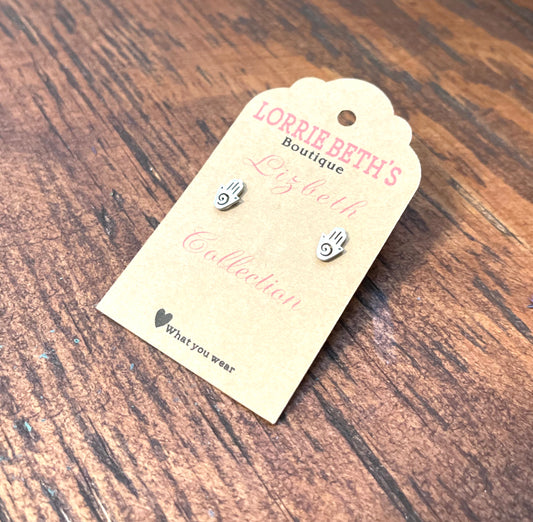 LORRIE BETH'S
Boutique
Lizbeth
Collection
What you wear